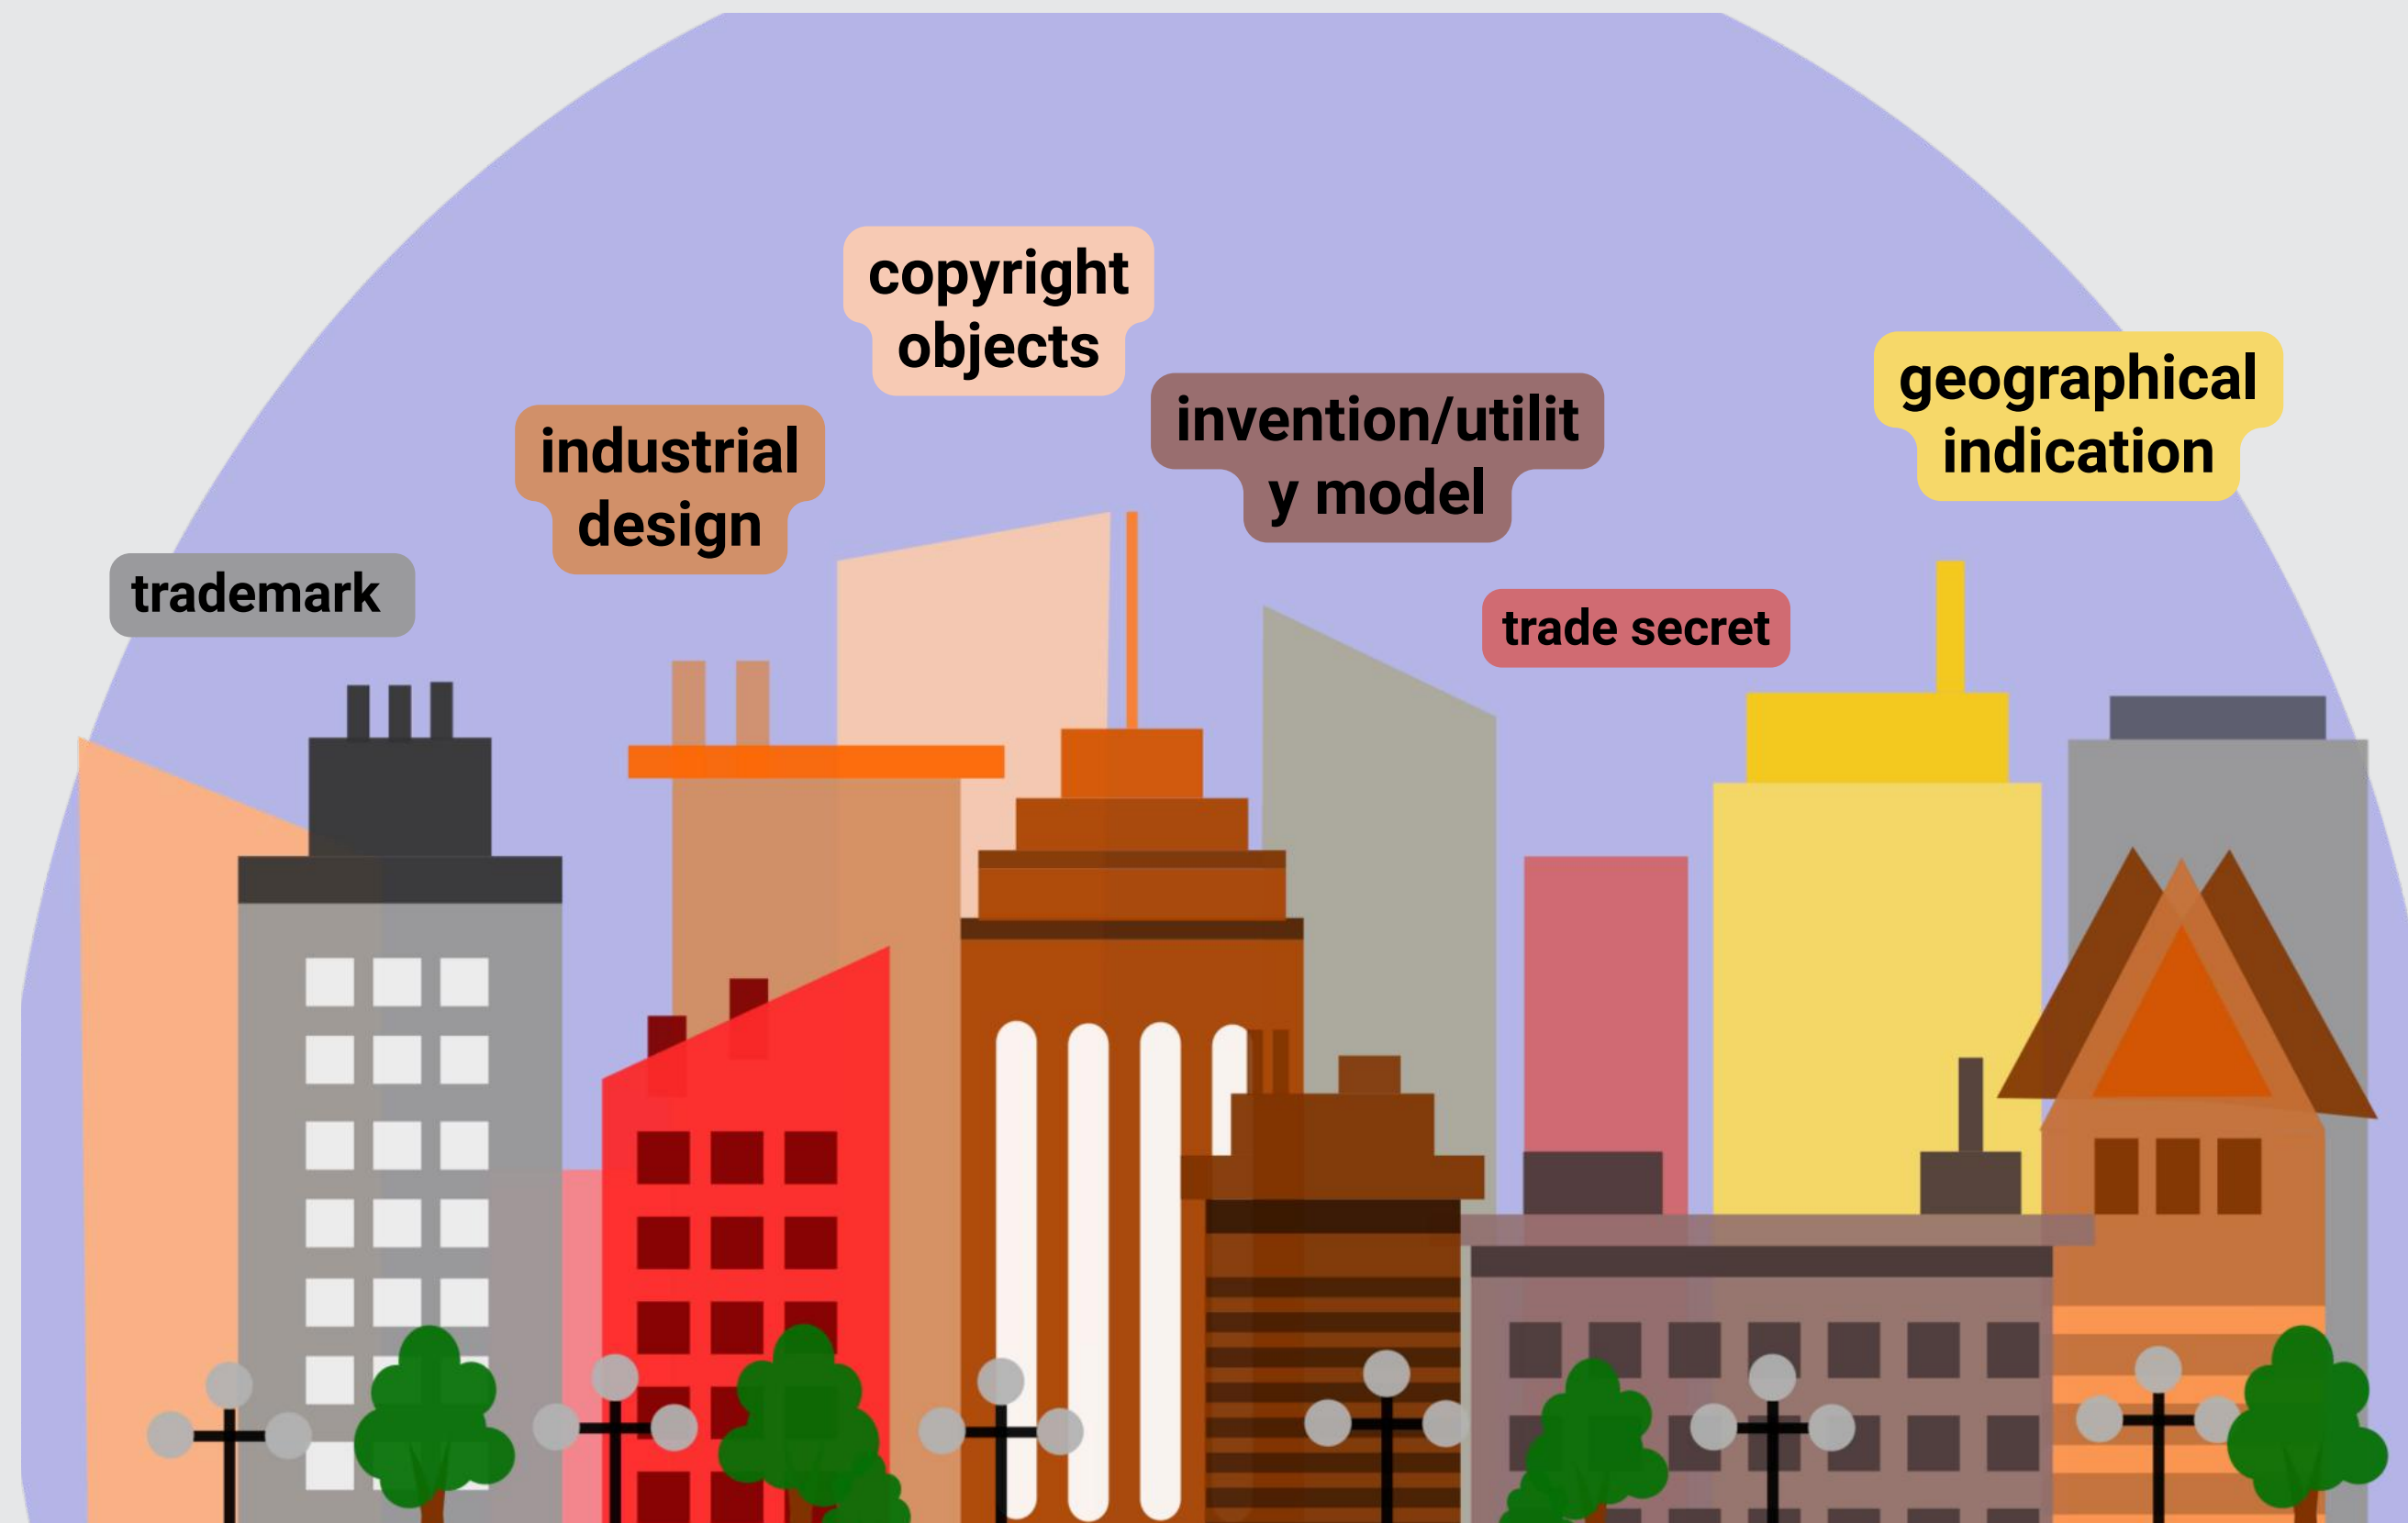 copyright
objects
geographical
indication
invention/utilit
y model
industrial
design
trademark
trade secret